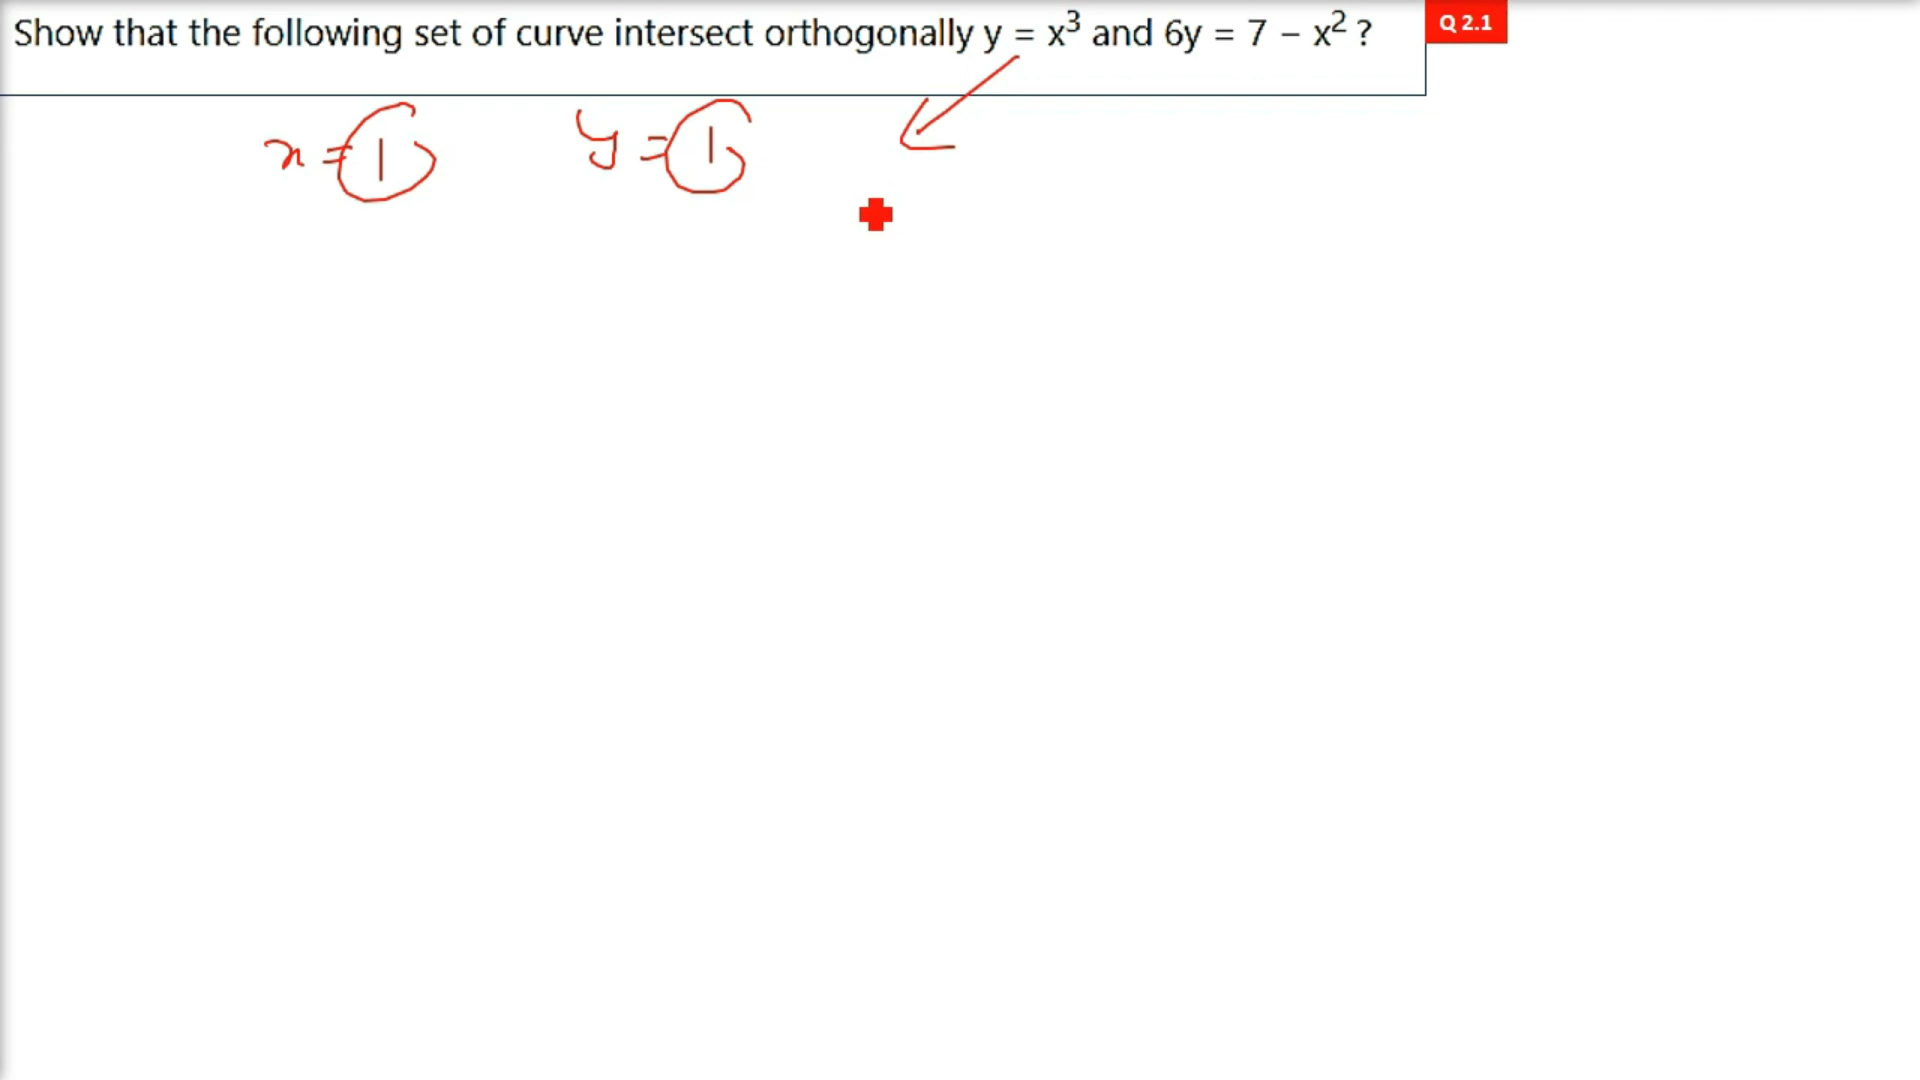 Show that the following set of curve intersect orthogonally y = x³ and 6y = 7 – x² ?
Q 2.1
x = 1 y = 1